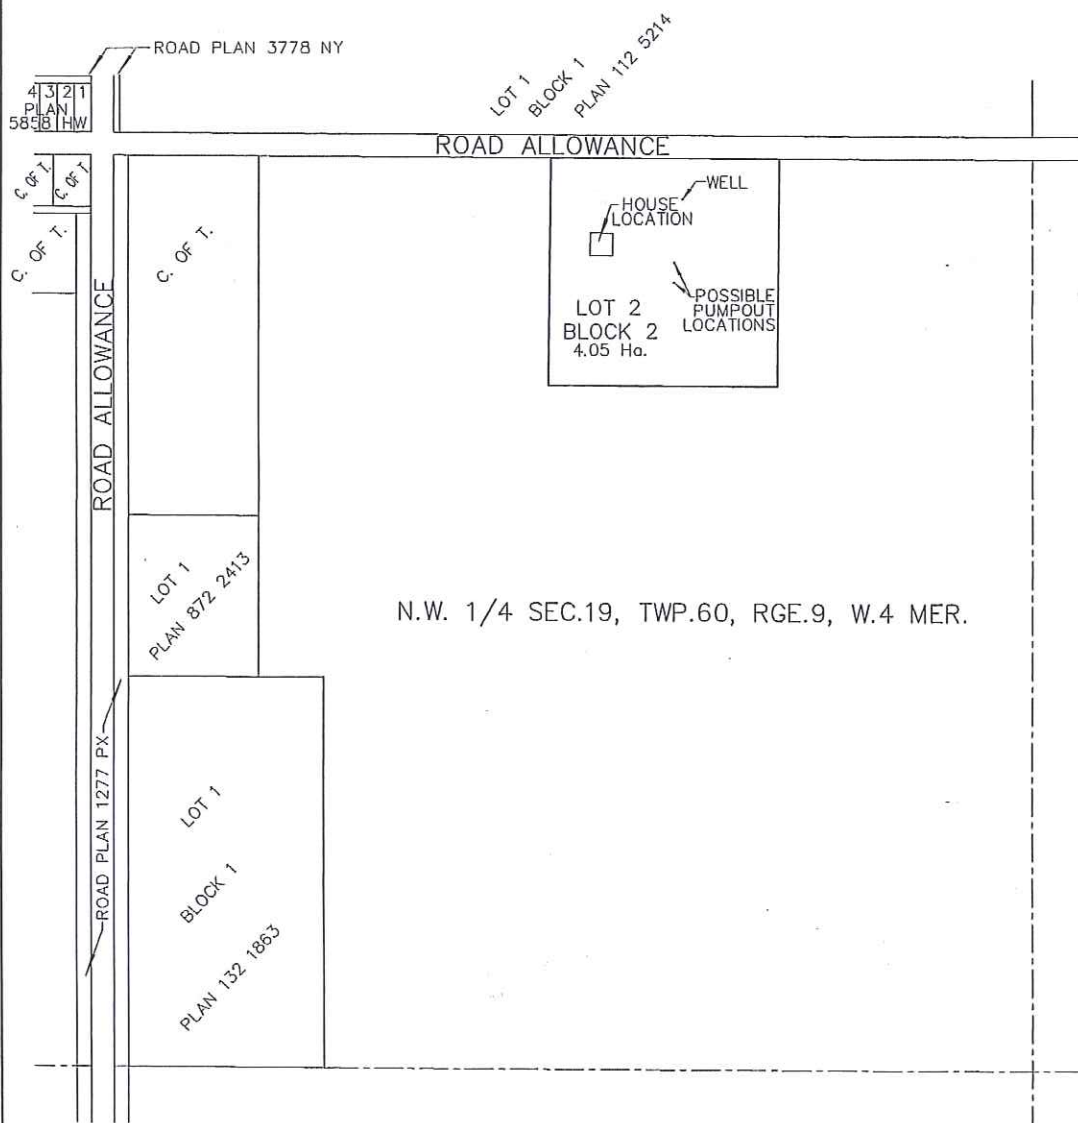 ROAD PLAN 3778 NY
LOT 1
BLOCK 1
PLAN 112 5214
4 3 2 1
PLAN
5858 HW
ROAD ALLOWANCE
C. OF T.
C. OF T.
C. OF T.
C. OF T.
WELL
HOUSE
LOCATION
POSSIBLE
PUMPOUT
LOCATIONS
LOT 2
BLOCK 2
4.05 Ha.
ROAD ALLOWANCE
LOT 1
PLAN 872 2413
N.W. 1/4 SEC.19, TWP.60, RGE.9, W.4 MER.
ROAD PLAN 1277 PX
LOT 1
BLOCK 1
PLAN 132 1863